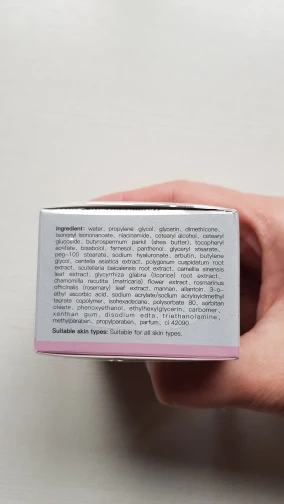 Ingredient: water, propylene glycol, glycerin, dimethicone,
isononyl isononanoate, niacinamide, cetearyl alcohol, cetearyl
glucoside, butyrospermum parkii (shea butter), tocopheryl
acetate, bisabolol, farnesol, panthenol, glyceryl stearate,
peg-100 stearate, sodium hyaluronate, arbutin, butylene
glycol, centella asiatica extract, polygonum cuspidatum root
extract, scutellaria baicalensis root extract, camellia sinensis
leaf extract, glycyrrhiza glabra (licorice) root extract,
chamomilla recutita (matricaria) flower extract, rosmarinus
officinalis (rosemary) leaf extract, mannan, allantoin, 3-o-
ethyl ascorbic acid, sodium acrylate/sodium acryloyldimethyl
taurate copolymer, isohexadecane, polysorbate 80, sorbitan
oleate, phenoxyethanol, ethylhexylglycerin, carbomer,
xanthan gum, disodium edta, triethanolamine,
methylparaben, propylparaben, parfum, ci 42090.
Suitable skin types: Suitable for all skin types.